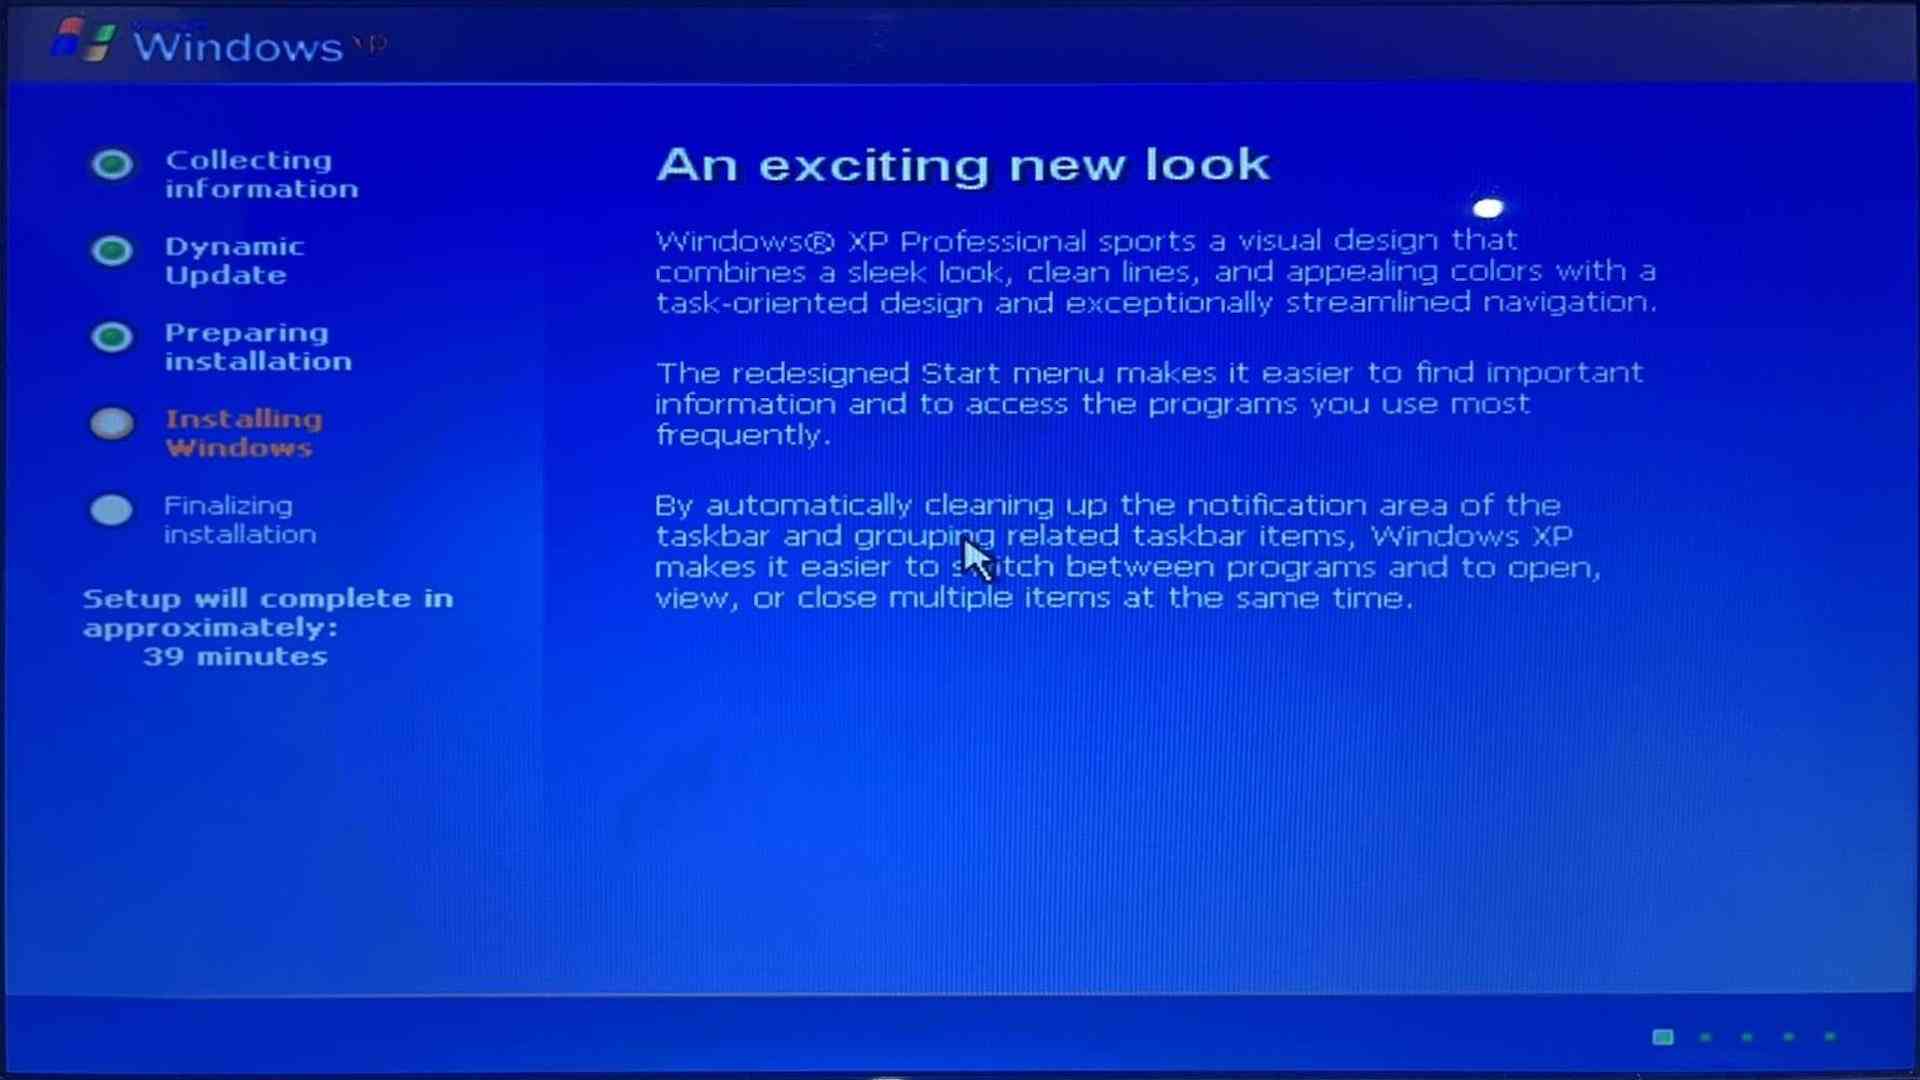 Windows xp
Collecting
information
Dynamic
Update
Preparing
installation
Installing
Windows
Finalizing
installation
Setup will complete in
approximately:
39 minutes
An exciting new look
Windows® XP Professional sports a visual design that
combines a sleek look, clean lines, and appealing colors with a
task-oriented design and exceptionally streamlined navigation.
The redesigned Start menu makes it easier to find important
information and to access the programs you use most
frequently.
By automatically cleaning up the notification area of the
taskbar and grouping related taskbar items, Windows XP
makes it easier to switch between programs and to open,
view, or close multiple items at the same time.